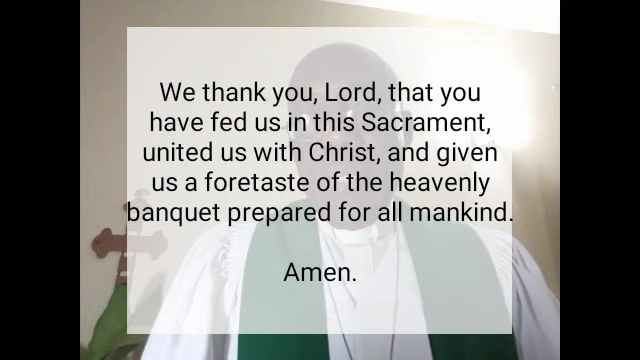 We thank you, Lord, that you
have fed us in this Sacrament,
united us with Christ, and given
us a foretaste of the heavenly
banquet prepared for all mankind.
Amen.